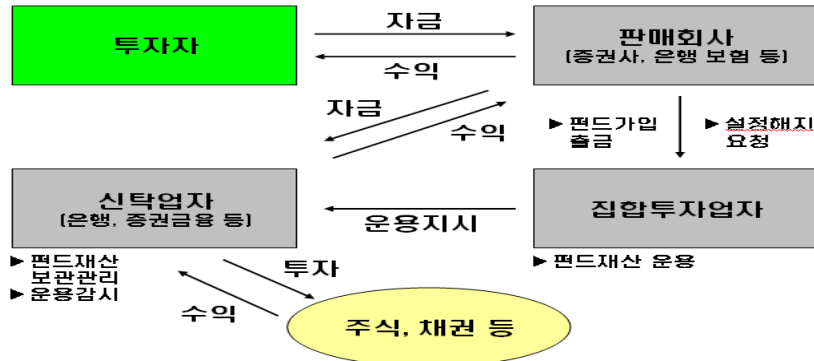 투자자
자금
수익
판매회사
(증권사, 은행 보험 등)
자금
수익
► 펀드가입
출금
► 설정해지
요청
신탁업자
(은행, 증권금융 등)
운용지시
집합투자업자
► 펀드재산
보관관리
► 운용감시
► 펀드재산 운용
투자
수익
주식, 채권 등